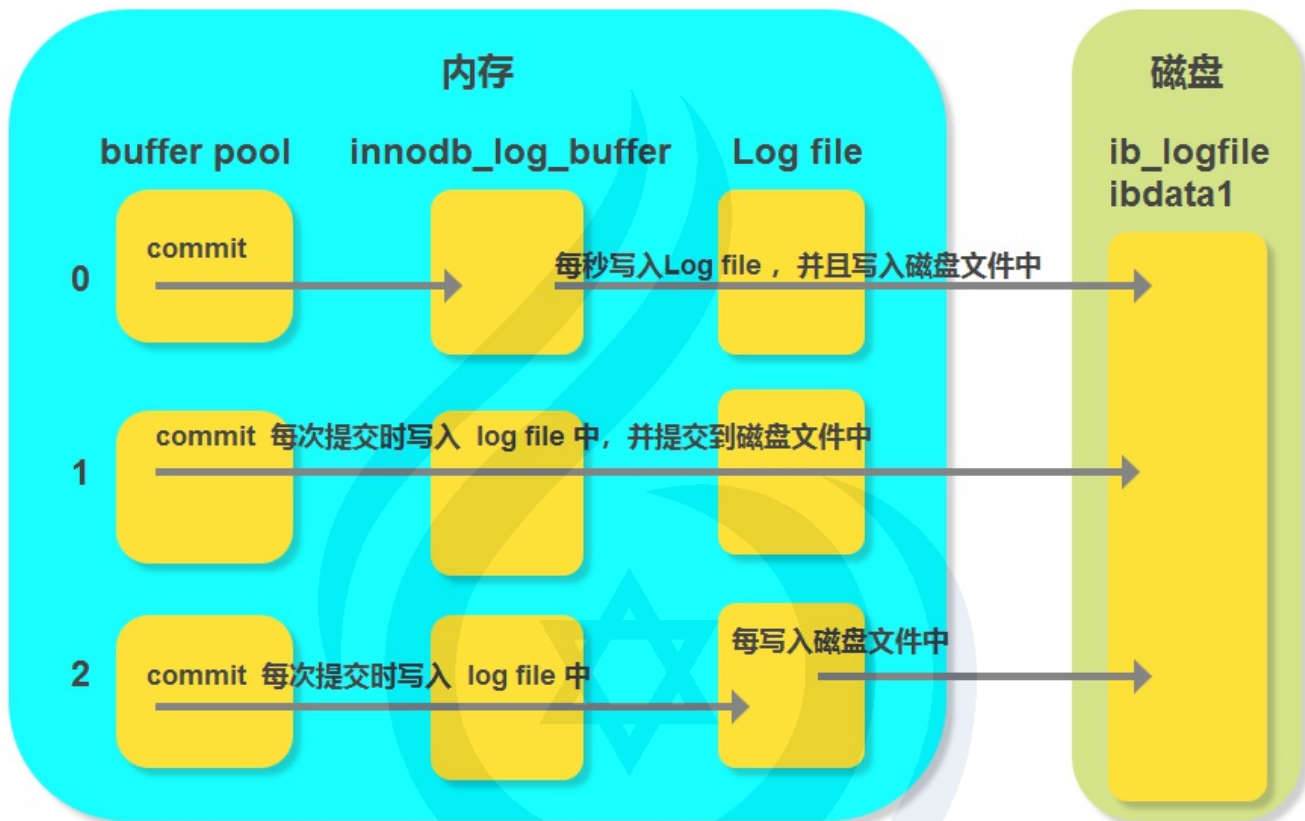 内存
磁盘
buffer pool
innodb_log_buffer
Log file
ib_logfile
ibdata1
0
commit
每秒写入Log file ，并且写入磁盘文件中
1
commit 每次提交时写入 log file 中，并提交到磁盘文件中
2
commit 每次提交时写入 log file 中
每写入磁盘文件中